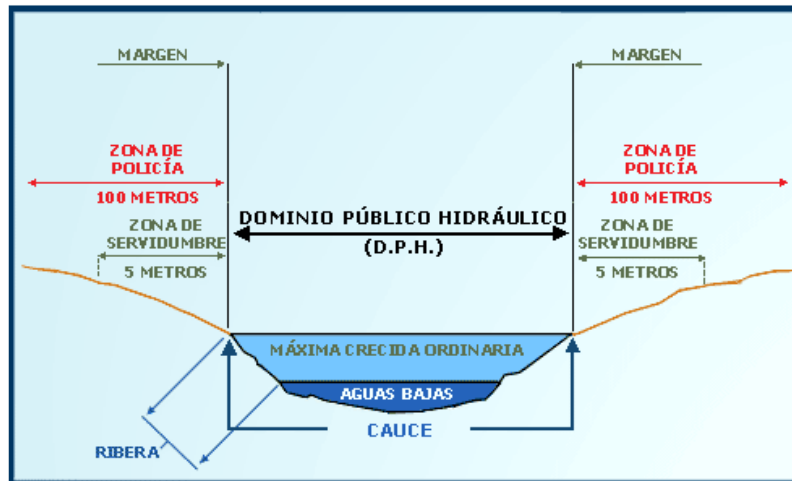 MARGEN
MARGEN
ZONA DE
POLICÍA
100 METROS
ZONA DE
POLICÍA
100 METROS
DOMINIO PÚBLICO HIDRÁULICO
(D.P.H.)
ZONA DE
SERVIDUMBRE
5 METROS
ZONA DE
SERVIDUMBRE
5 METROS
MÁXIMA CRECIDA ORDINARIA
AGUAS BAJAS
CAUCE
RIBERA